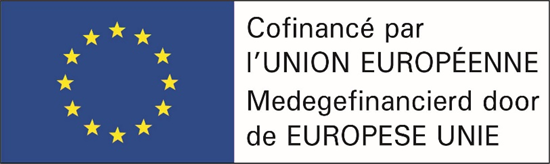 Cofinancé par
l'UNION EUROPÉENNE
Medegefinancierd door
de EUROPESE UNIE